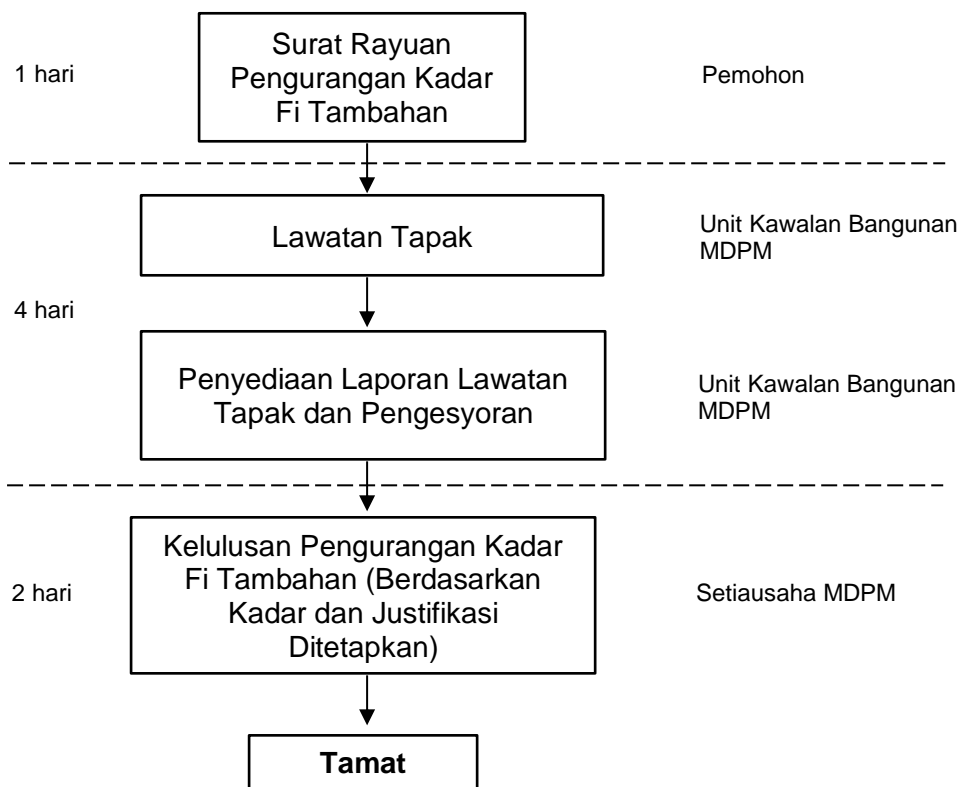 1 hari
Surat Rayuan
Pengurangan Kadar
Fi Tambahan
Pemohon
Lawatan Tapak
Unit Kawalan Bangunan
MDPM
4 hari
Penyediaan Laporan Lawatan
Tapak dan Pengesyoran
Unit Kawalan Bangunan
MDPM
2 hari
Kelulusan Pengurangan Kadar
Fi Tambahan (Berdasarkan
Kadar dan Justifikasi
Ditetapkan)
Setiausaha MDPM
Tamat